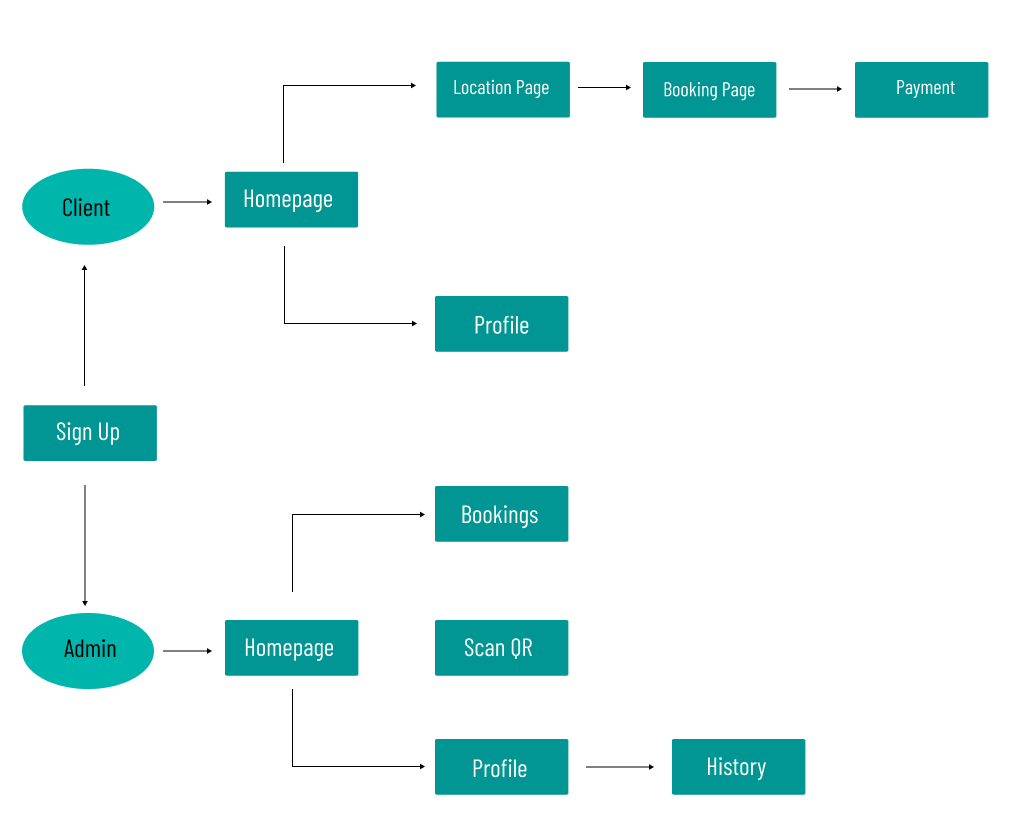 Location Page
Booking Page
Payment
Client
Homepage
Profile
Sign Up
Bookings
Admin
Homepage
Scan QR
Profile
History